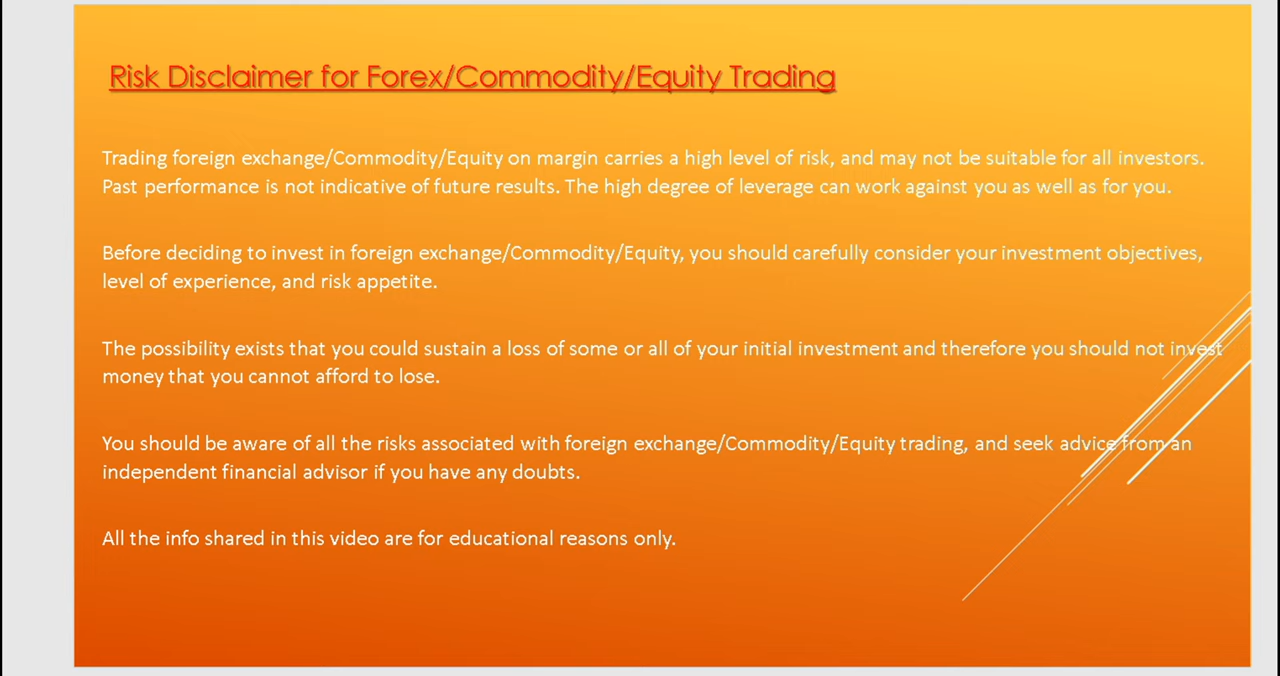 Risk Disclaimer for Forex/Commodity/Equity Trading
Trading foreign exchange/Commodity/Equity on margin carries a high level of risk, and may not be suitable for all investors.
Past performance is not indicative of future results. The high degree of leverage can work against you as well as for you.
Before deciding to invest in foreign exchange/Commodity/Equity, you should carefully consider your investment objectives,
level of experience, and risk appetite.
The possibility exists that you could sustain a loss of some or all of your initial investment and therefore you should not invest
money that you cannot afford to lose.
You should be aware of all the risks associated with foreign exchange/Commodity/Equity trading, and seek advice from an
independent financial advisor if you have any doubts.
All the info shared in this video are for educational reasons only.